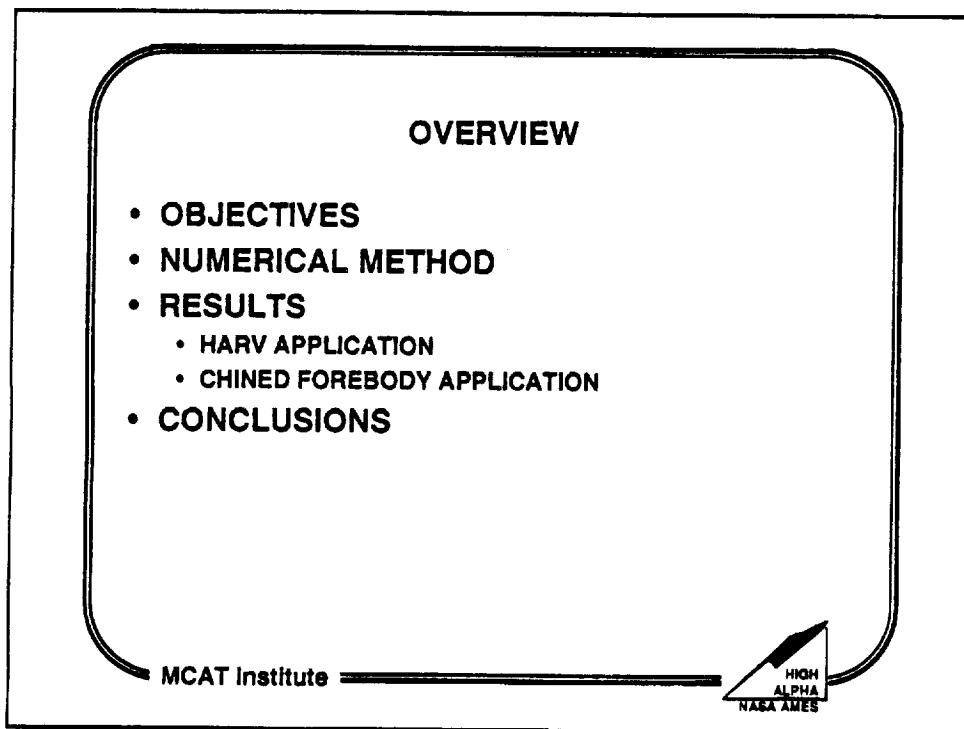 OVERVIEW
• OBJECTIVES
• NUMERICAL METHOD
• RESULTS
• HARV APPLICATION
• CHINED FOREBODY APPLICATION
• CONCLUSIONS
MCAT Institute
HIGH
ALPHA
NASA AMES